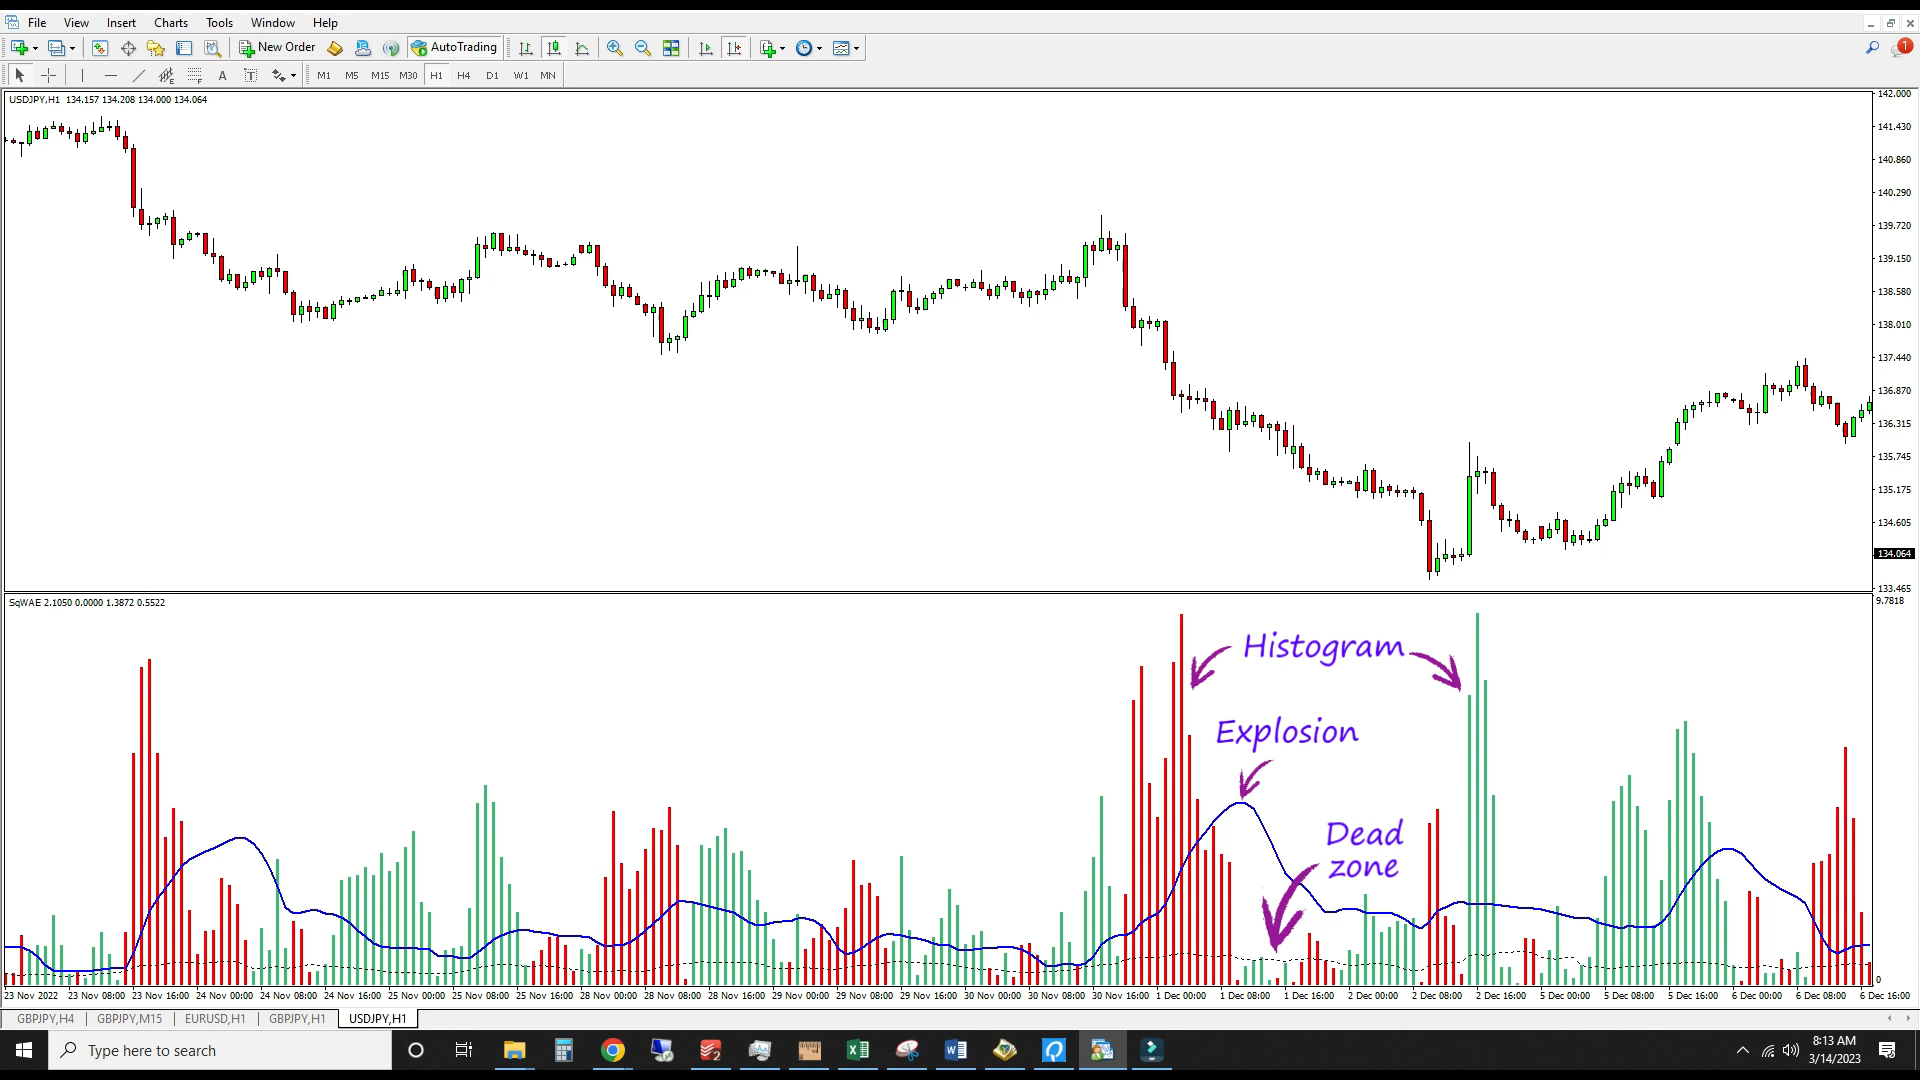 File View Insert Charts Tools Window Help
New Order AutoTrading
A T M1 M5 M15 M30 H1 H4 D1 W1 MN
1
USDJPY,H1 134.157 134.208 134.000 134.064
142.000
141.430
140.860
140.290
139.720
139.150
138.580
138.010
137.440
136.870
136.315
135.745
135.175
134.605
134.064
133.465
SqWAE 2.1050 0.0000 1.3872 0.5522
9.7818
Histogram
Explosion
Dead
zone
0
23 Nov 2022 23 Nov 08:00 23 Nov 16:00 24 Nov 00:00 24 Nov 08:00 24 Nov 16:00 25 Nov 00:00 25 Nov 08:00 25 Nov 16:00 28 Nov 00:00 28 Nov 08:00 28 Nov 16:00 29 Nov 00:00 29 Nov 08:00 29 Nov 16:00 30 Nov 00:00 30 Nov 08:00 30 Nov 16:00 1 Dec 00:00 1 Dec 08:00 1 Dec 16:00 2 Dec 00:00 2 Dec 08:00 2 Dec 16:00 5 Dec 00:00 5 Dec 08:00 5 Dec 16:00 6 Dec 00:00 6 Dec 08:00 6 Dec 16:00
GBPJPY,H4 GBPJPY,M15 EURUSD,H1 GBPJPY,H1 USDJPY,H1
Type here to search
8:13 AM
3/14/2023